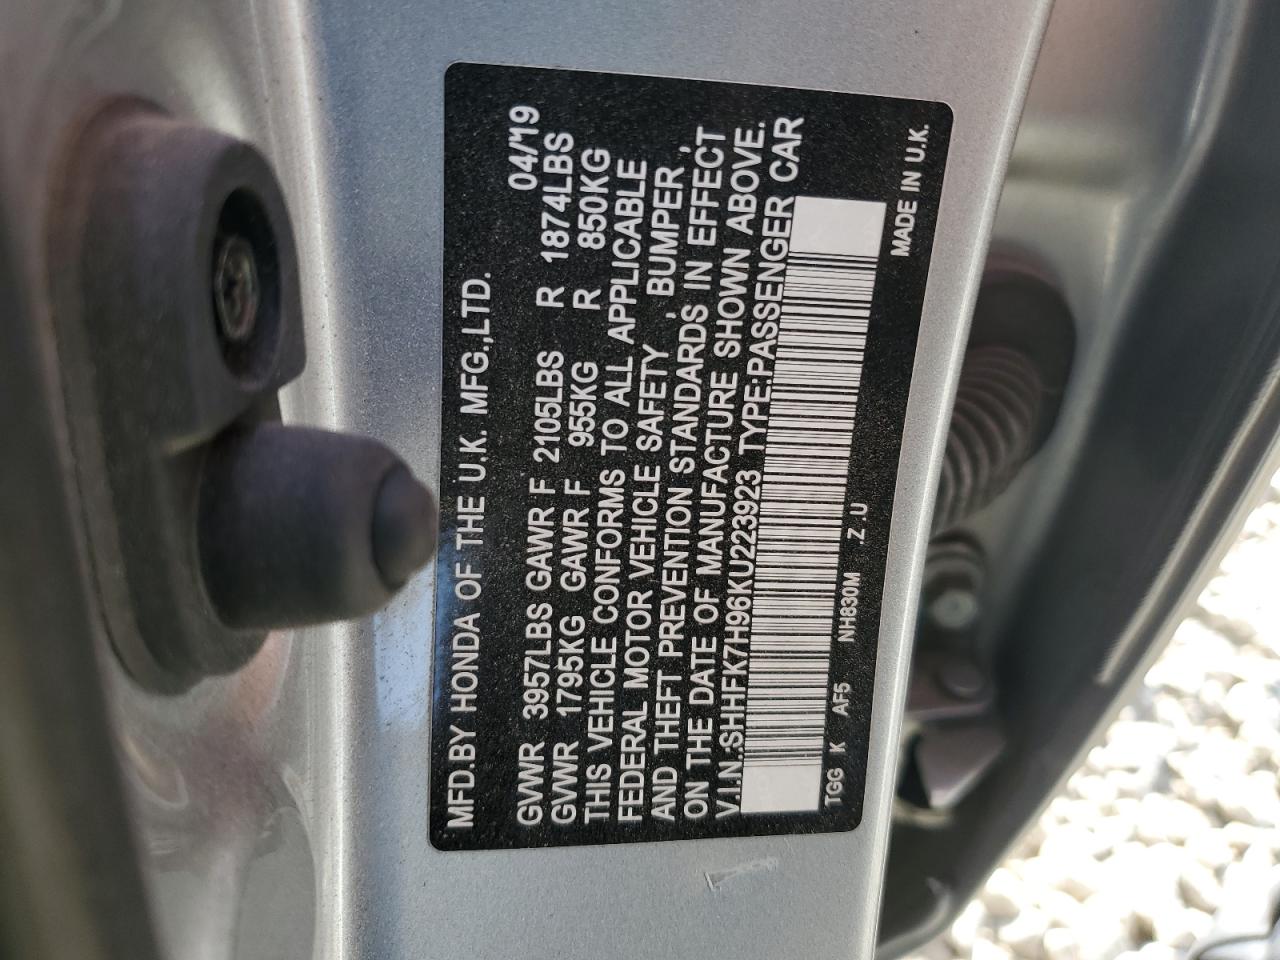 MFD.BY HONDA OF THE U.K. MFG.,LTD.
04/'19
GVWR 3957LBS GAWR F 2105LBS R 1874LBS
GVWR 1795KG GAWR F 955KG R 850KG
THIS VEHICLE CONFORMS TO ALL APPLICABLE
FEDERAL MOTOR VEHICLE SAFETY , BUMPER ,
AND THEFT PREVENTION STANDARDS IN EFFECT
ON THE DATE OF MANUFACTURE SHOWN ABOVE.
V.I.N.:SHHFK7H96KU223923 TYPE:PASSENGER CAR
TGG K AF5 NH830M .Z.U MADE IN U.K.